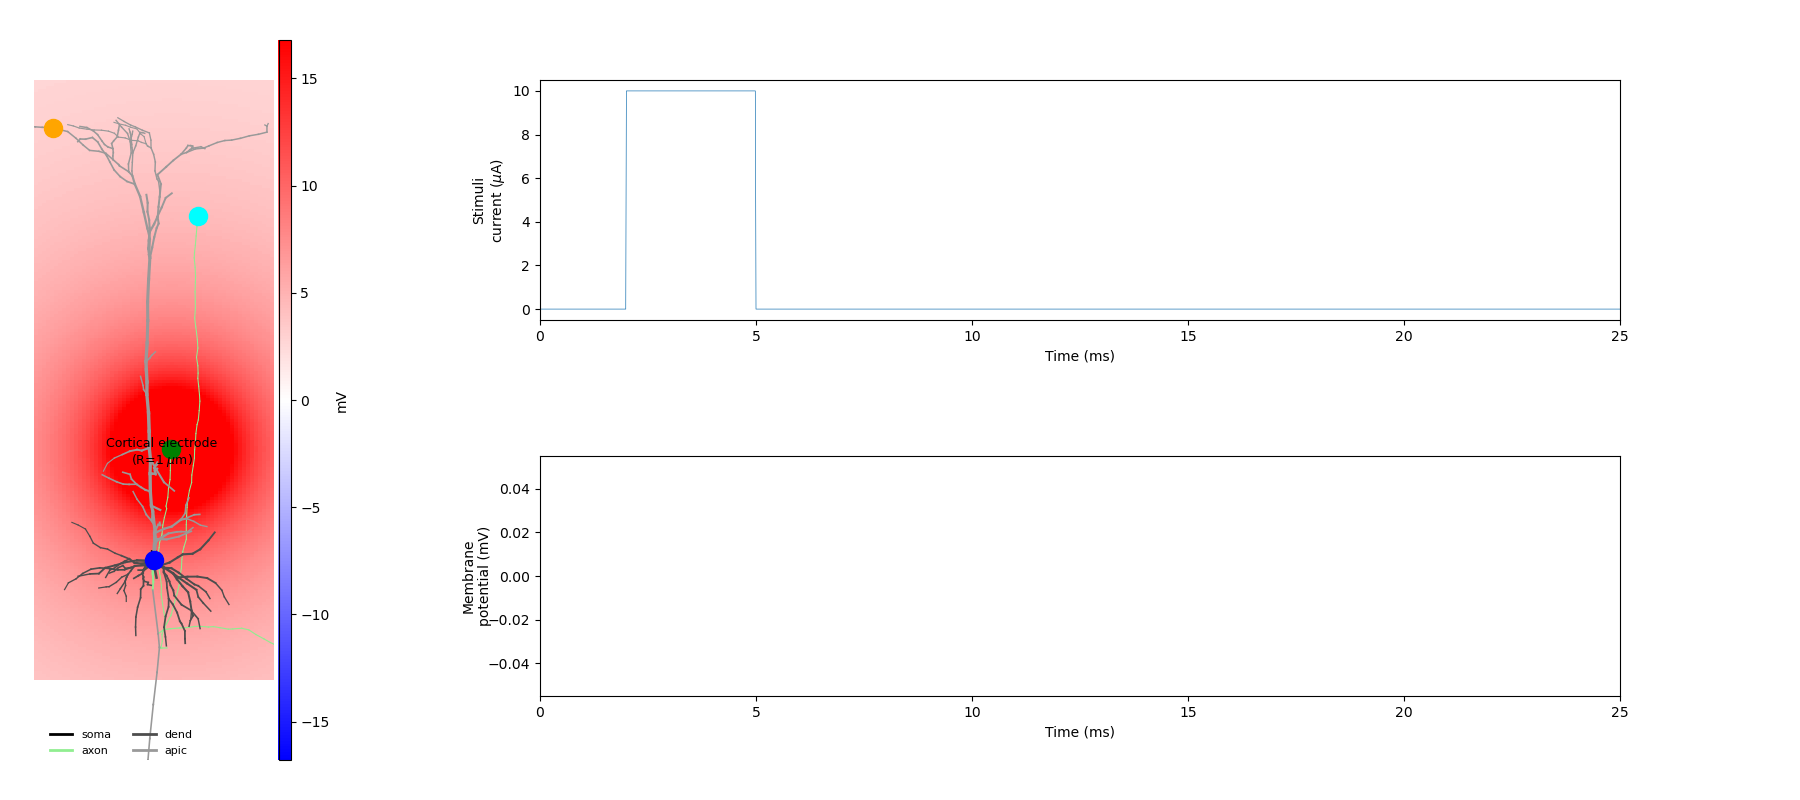 15
10
5
0
−5
−10
−15
mV
Cortical electrode
(R=1 μm)
soma
axon
dend
apic
Stimuli
current (μA)
10
8
6
4
2
0
0 5 10 15 20 25
Time (ms)
Membrane
potential (mV)
0.04
0.02
0.00
−0.02
−0.04
0 5 10 15 20 25
Time (ms)